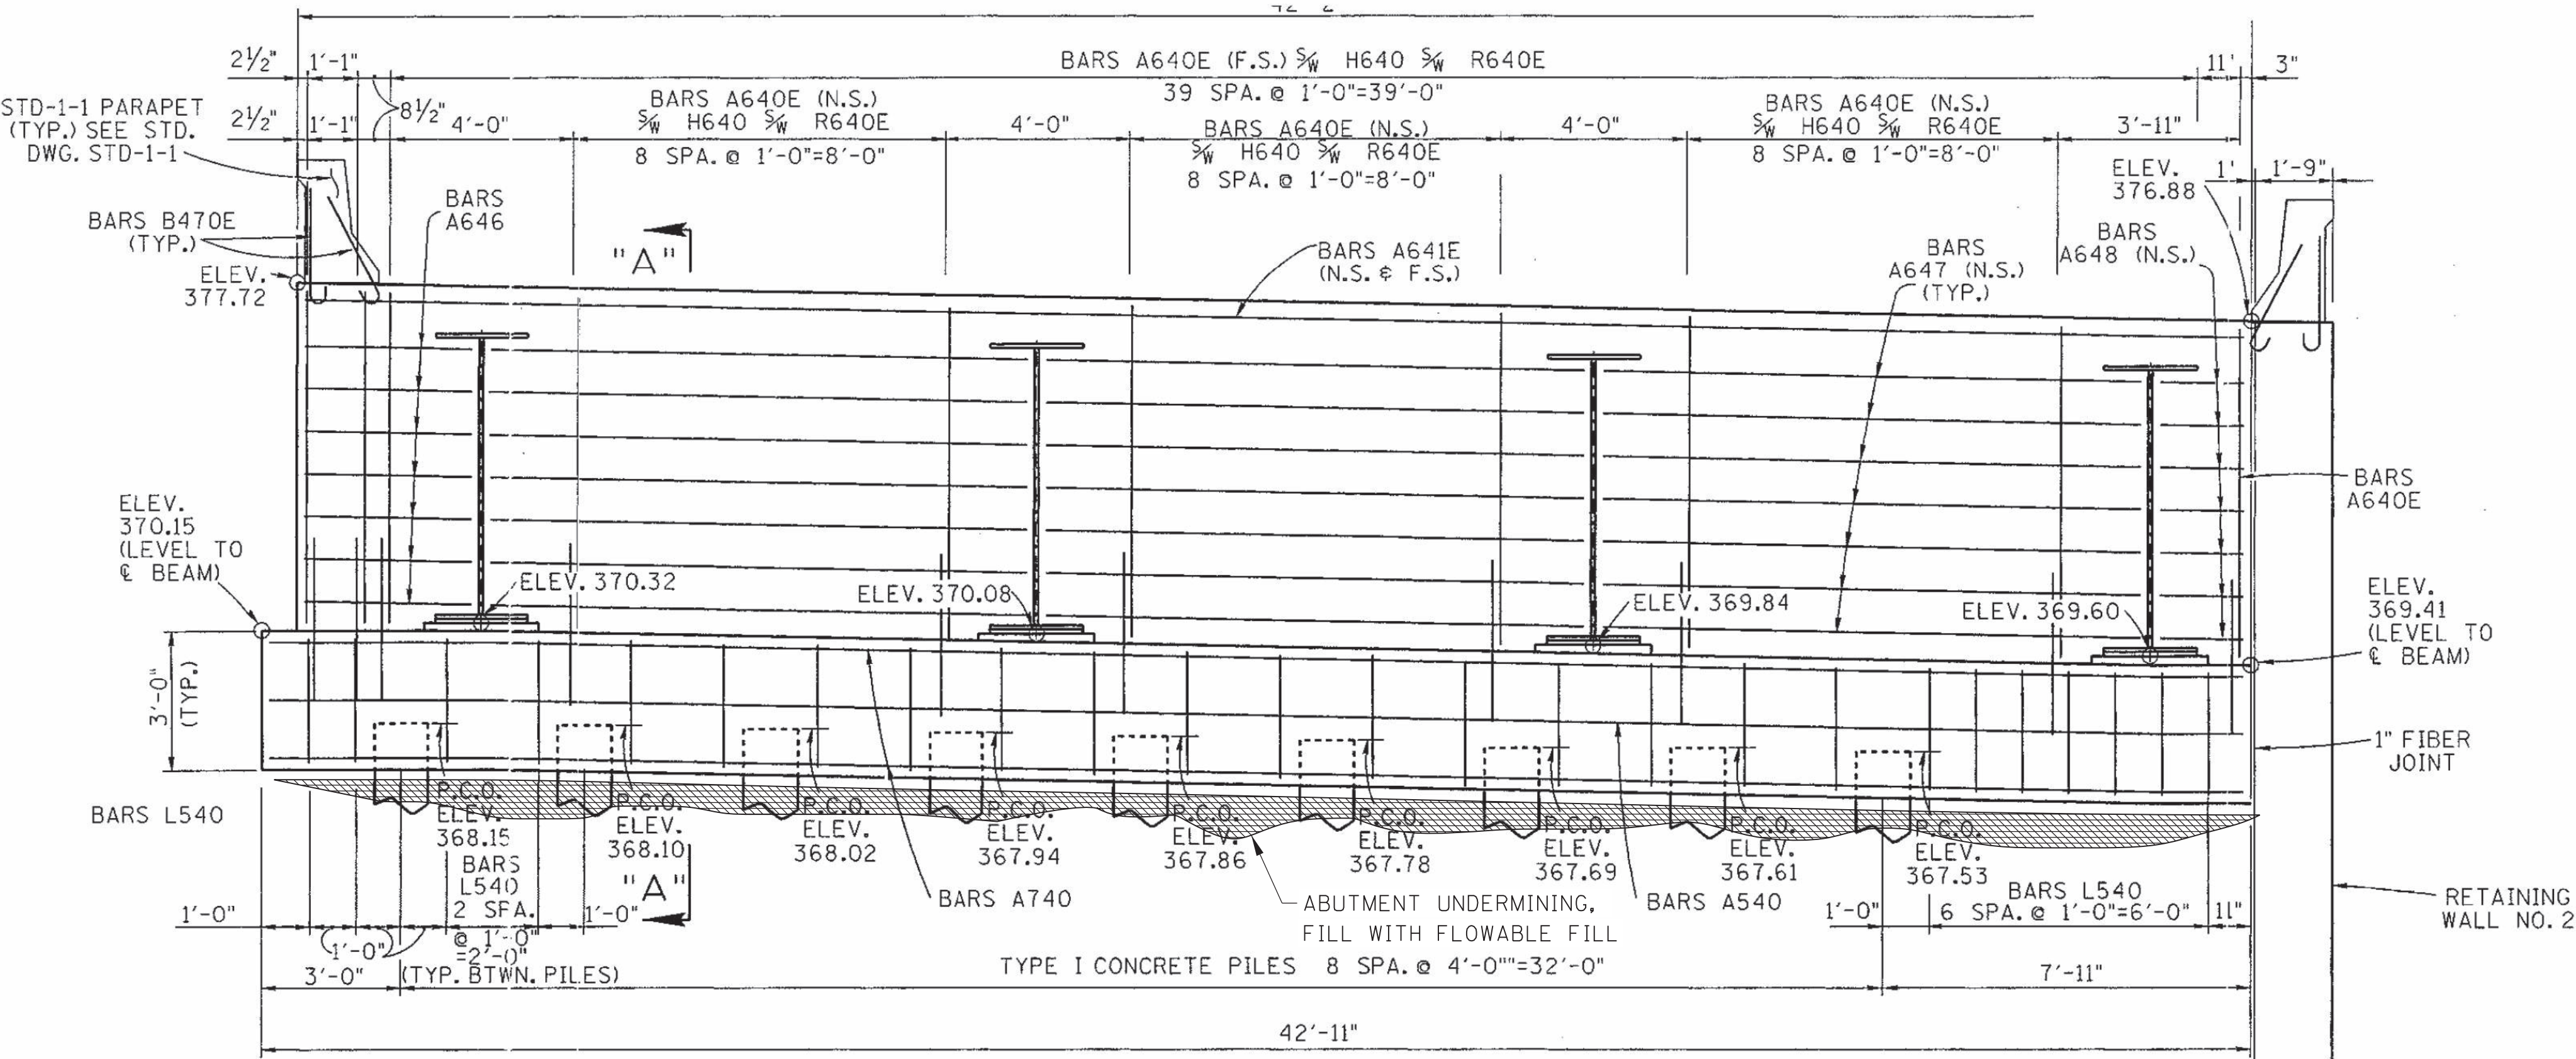 2½" 1'-1" BARS A640E (F.S.) S/W H640 S/W R640E 11' 3"
39 SPA. @ 1'-0"=39'-0"
STD-1-1 PARAPET
(TYP.) SEE STD.
DWG. STD-1-1
2½" 1'-1" 8½" 4'-0"
BARS A640E (N.S.)
S/W H640 S/W R640E
8 SPA. @ 1'-0"=8'-0"
4'-0"
BARS A640E (N.S.)
S/W H640 S/W R640E
8 SPA. @ 1'-0"=8'-0"
4'-0"
BARS A640E (N.S.)
S/W H640 S/W R640E
8 SPA. @ 1'-0"=8'-0"
3'-11"
ELEV.
376.88
1' 1'-9"
BARS B470E
(TYP.)
BARS
A646
"A"
ELEV.
377.72
BARS A641E
(N.S. & F.S.)
BARS
A647 (N.S.)
(TYP.)
BARS
A648 (N.S.)
BARS
A640E
ELEV.
370.15
(LEVEL TO
℄ BEAM)
ELEV. 370.32
ELEV. 370.08
ELEV. 369.84
ELEV. 369.60
ELEV.
369.41
(LEVEL TO
℄ BEAM)
3'-0"
(TYP.)
1" FIBER
JOINT
BARS L540
P.C.O.
ELEV.
368.15
P.C.O.
ELEV.
368.10
P.C.O.
ELEV.
368.02
P.C.O.
ELEV.
367.94
P.C.O.
ELEV.
367.86
P.C.O.
ELEV.
367.78
P.C.O.
ELEV.
367.69
P.C.O.
ELEV.
367.61
P.C.O.
ELEV.
367.53
BARS
L540
2 SPA.
@ 1'-0"
=2'-0"
(TYP. BTWN. PILES)
1'-0"
1'-0"
1'-0"
"A"
BARS A740
ABUTMENT UNDERMINING,
FILL WITH FLOWABLE FILL
BARS A540
1'-0"
BARS L540
6 SPA. @ 1'-0"=6'-0"
11"
RETAINING
WALL NO. 2
3'-0"
TYPE I CONCRETE PILES 8 SPA. @ 4'-0""=32'-0"
7'-11"
42'-11"